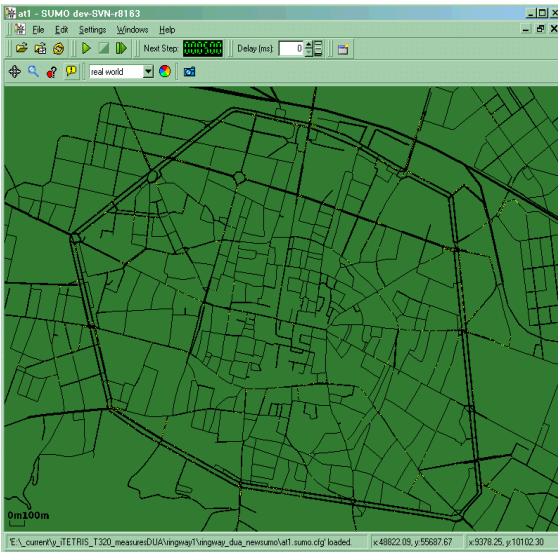 at1 - SUMO dev-SVN-r8163
File Edit Settings Windows Help
Next Step: Delay (ms): 0
real world
0m100m
'E:\_current\y_iTETRIS_T320_measuresDUA\ringway1\ringway_dua_newsumo\at1.sumo.cfg' loaded. x:48822.09, y:55687.67 x:9378.25, y:10102.30